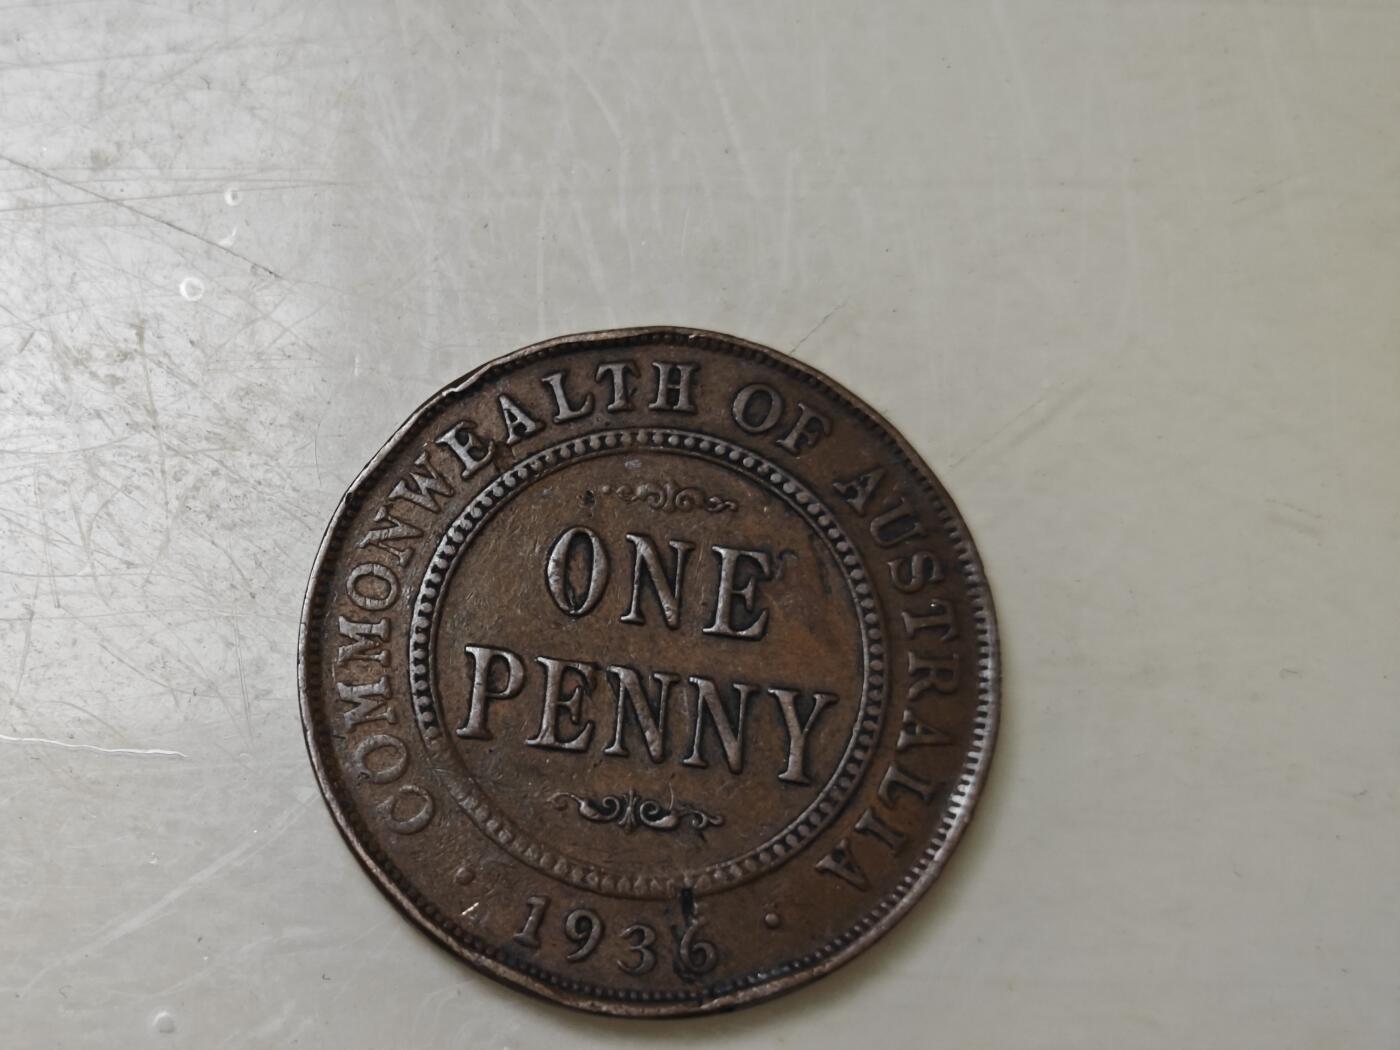 COMMONWEALTH OF AUSTRALIA
ONE
PENNY
1936